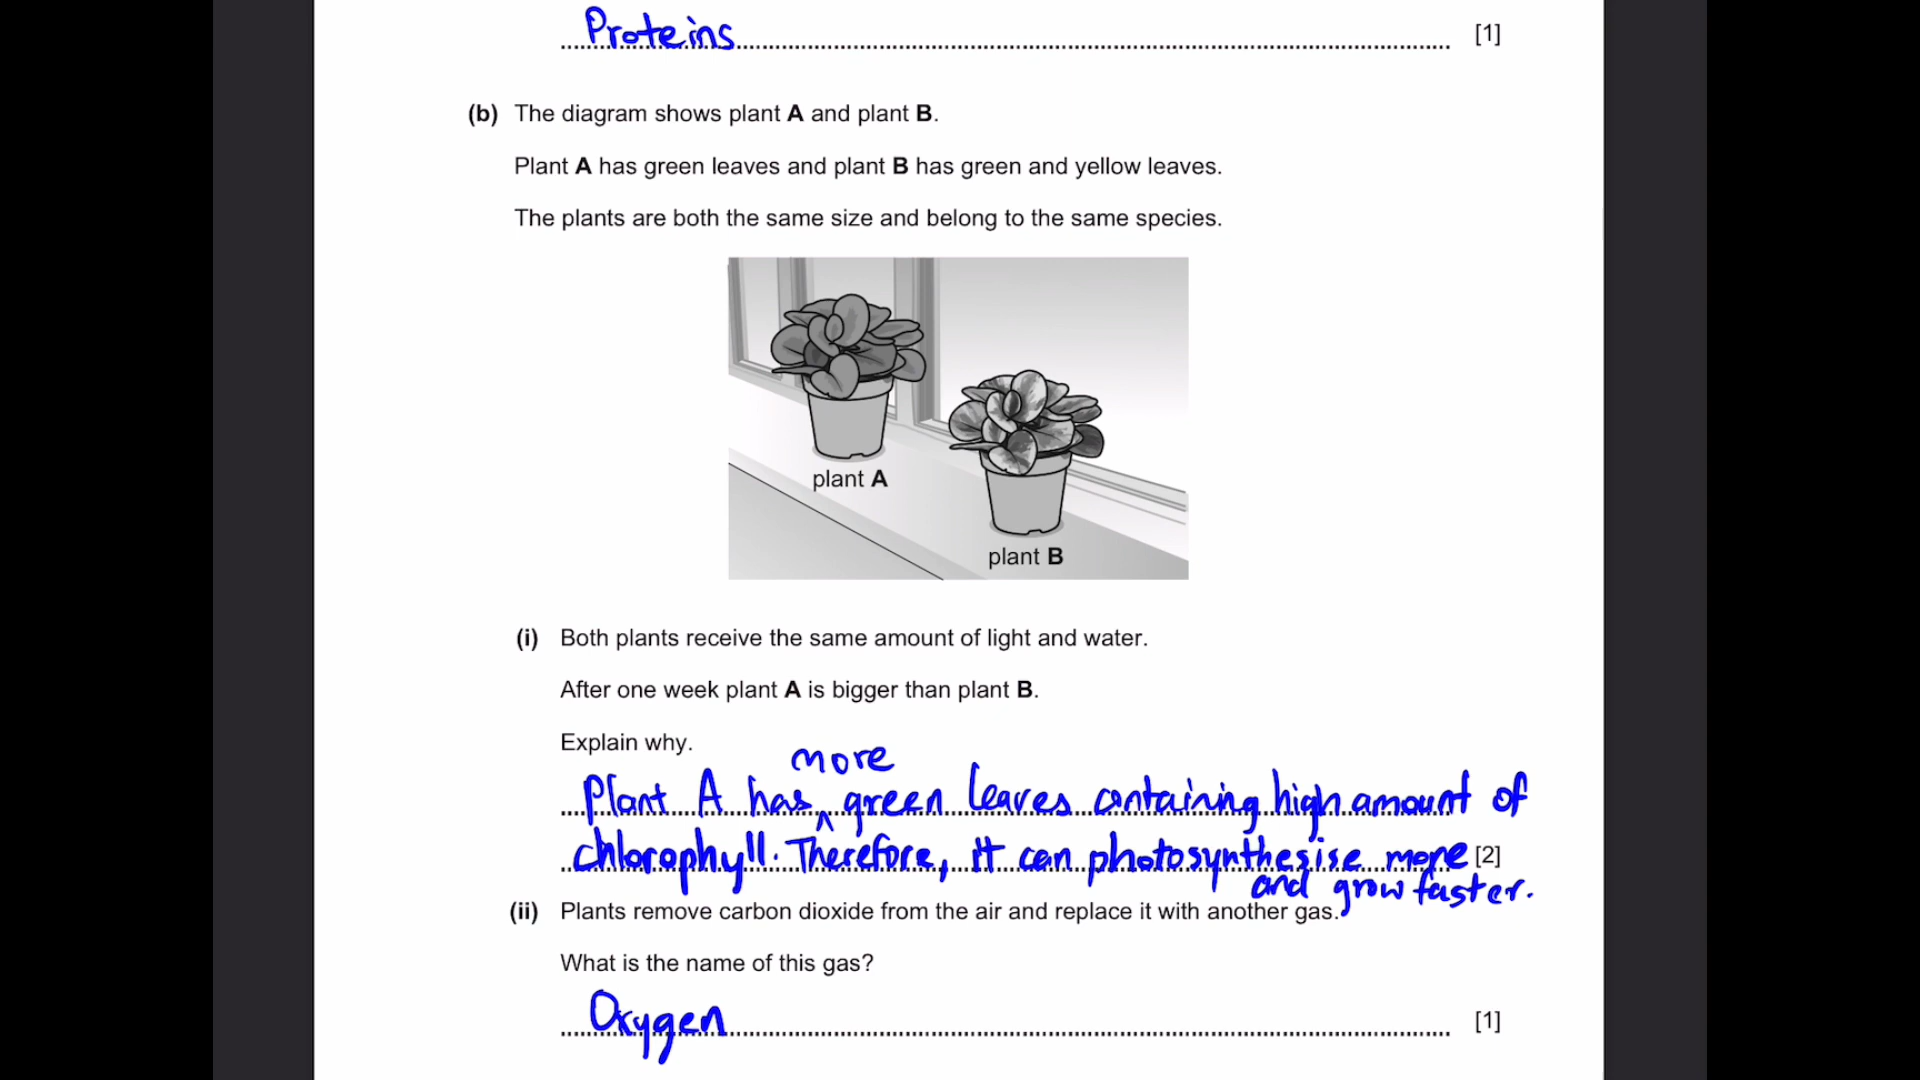 Proteins [1]
(b) The diagram shows plant A and plant B.
Plant A has green leaves and plant B has green and yellow leaves.
The plants are both the same size and belong to the same species.
plant A
plant B
(i) Both plants receive the same amount of light and water.
After one week plant A is bigger than plant B.
Explain why.
more
Plant A has ^ green leaves containing high amount of
chlorophyll. Therefore, it can photosynthesise more [2]
and grow faster.
(ii) Plants remove carbon dioxide from the air and replace it with another gas.
What is the name of this gas?
Oxygen [1]